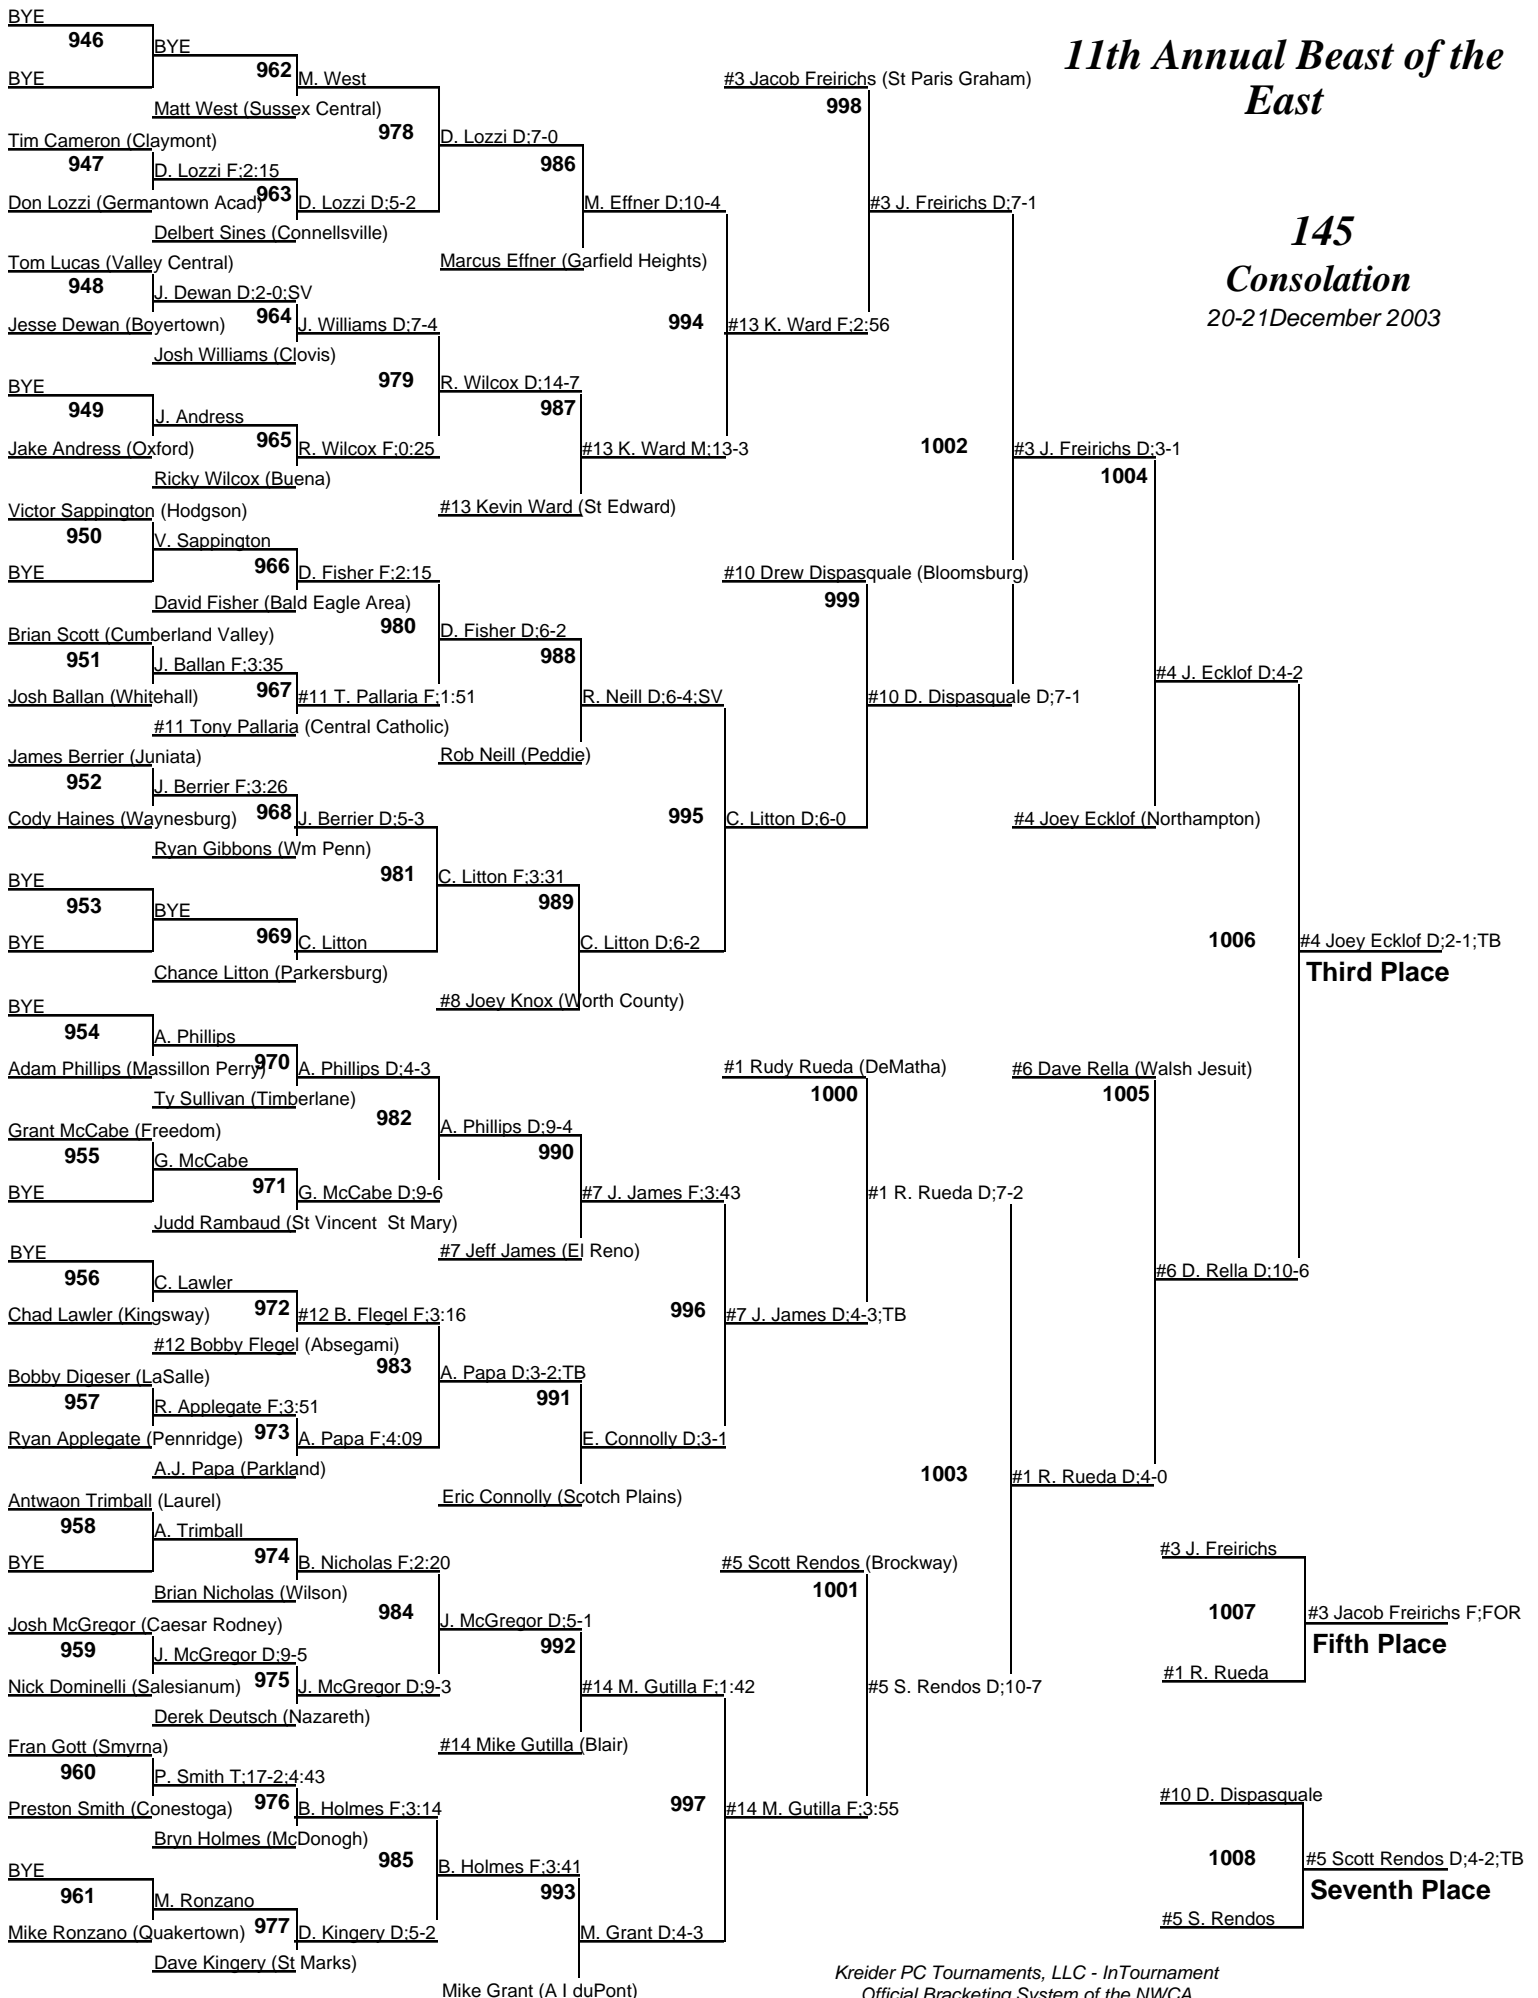 11th Annual Beast of the
East
145
Consolation
20-21December 2003
BYE
946
BYE
BYE
962
Matt West (Sussex Central)
M. West
978
Tim Cameron (Claymont)
947
Don Lozzi (Germantown Acad)
D. Lozzi F;2:15
963
Delbert Sines (Connellsville)
D. Lozzi D;5-2
D. Lozzi D;7-0
986
Marcus Effner (Garfield Heights)
M. Effner D;10-4
Tom Lucas (Valley Central)
948
Jesse Dewan (Boyertown)
J. Dewan D;2-0;SV
964
Josh Williams (Clovis)
J. Williams D;7-4
979
BYE
949
Jake Andress (Oxford)
J. Andress
965
Ricky Wilcox (Buena)
R. Wilcox F;0:25
R. Wilcox D;14-7
987
#13 Kevin Ward (St Edward)
#13 K. Ward M;13-3
994
#13 K. Ward F;2:56
#3 Jacob Freirichs (St Paris Graham)
998
#3 J. Freirichs D;7-1
Victor Sappington (Hodgson)
950
BYE
V. Sappington
966
David Fisher (Bald Eagle Area)
D. Fisher F;2:15
980
Brian Scott (Cumberland Valley)
951
Josh Ballan (Whitehall)
J. Ballan F;3:35
967
#11 Tony Pallaria (Central Catholic)
#11 T. Pallaria F;1:51
D. Fisher D;6-2
988
Rob Neill (Peddie)
R. Neill D;6-4;SV
James Berrier (Juniata)
952
Cody Haines (Waynesburg)
J. Berrier F;3:26
968
Ryan Gibbons (Wm Penn)
J. Berrier D;5-3
981
BYE
953
BYE
BYE
969
Chance Litton (Parkersburg)
C. Litton
C. Litton F;3:31
989
#8 Joey Knox (Worth County)
C. Litton D;6-2
995
C. Litton D;6-0
#10 Drew Dispasquale (Bloomsburg)
999
#10 D. Dispasquale D;7-1
1002
#3 J. Freirichs D;3-1
1004
#4 Joey Ecklof (Northampton)
#4 J. Ecklof D;4-2
BYE
954
Adam Phillips (Massillon Perry)
A. Phillips
970
Ty Sullivan (Timberlane)
A. Phillips D;4-3
982
Grant McCabe (Freedom)
955
BYE
G. McCabe
971
Judd Rambaud (St Vincent  St Mary)
G. McCabe D;9-6
A. Phillips D;9-4
990
#7 Jeff James (El Reno)
#7 J. James F;3:43
BYE
956
Chad Lawler (Kingsway)
C. Lawler
972
#12 Bobby Flegel (Absegami)
#12 B. Flegel F;3:16
983
Bobby Digeser (LaSalle)
957
Ryan Applegate (Pennridge)
R. Applegate F;3:51
973
A.J. Papa (Parkland)
A. Papa F;4:09
A. Papa D;3-2;TB
991
Eric Connolly (Scotch Plains)
E. Connolly D;3-1
996
#7 J. James D;4-3;TB
#1 Rudy Rueda (DeMatha)
1000
#1 R. Rueda D;7-2
Antwaon Trimball (Laurel)
958
BYE
A. Trimball
974
Brian Nicholas (Wilson)
B. Nicholas F;2:20
984
Josh McGregor (Caesar Rodney)
959
Nick Dominelli (Salesianum)
J. McGregor D;9-5
975
Derek Deutsch (Nazareth)
J. McGregor D;9-3
J. McGregor D;5-1
992
#14 Mike Gutilla (Blair)
#14 M. Gutilla F;1:42
Fran Gott (Smyrna)
960
Preston Smith (Conestoga)
P. Smith T;17-2;4:43
976
Bryn Holmes (McDonogh)
B. Holmes F;3:14
985
BYE
961
Mike Ronzano (Quakertown)
M. Ronzano
977
Dave Kingery (St Marks)
D. Kingery D;5-2
B. Holmes F;3:41
993
Mike Grant (A I duPont)
M. Grant D;4-3
997
#14 M. Gutilla F;3:55
#5 Scott Rendos (Brockway)
1001
#5 S. Rendos D;10-7
1003
#1 R. Rueda D;4-0
#6 Dave Rella (Walsh Jesuit)
1005
#6 D. Rella D;10-6
1006
#4 Joey Ecklof D;2-1;TB
Third Place
#3 J. Freirichs
1007
#1 R. Rueda
#3 Jacob Freirichs F;FOR
Fifth Place
#10 D. Dispasquale
1008
#5 S. Rendos
#5 Scott Rendos D;4-2;TB
Seventh Place
Kreider PC Tournaments, LLC - InTournament
Official Bracketing System of the NWCA